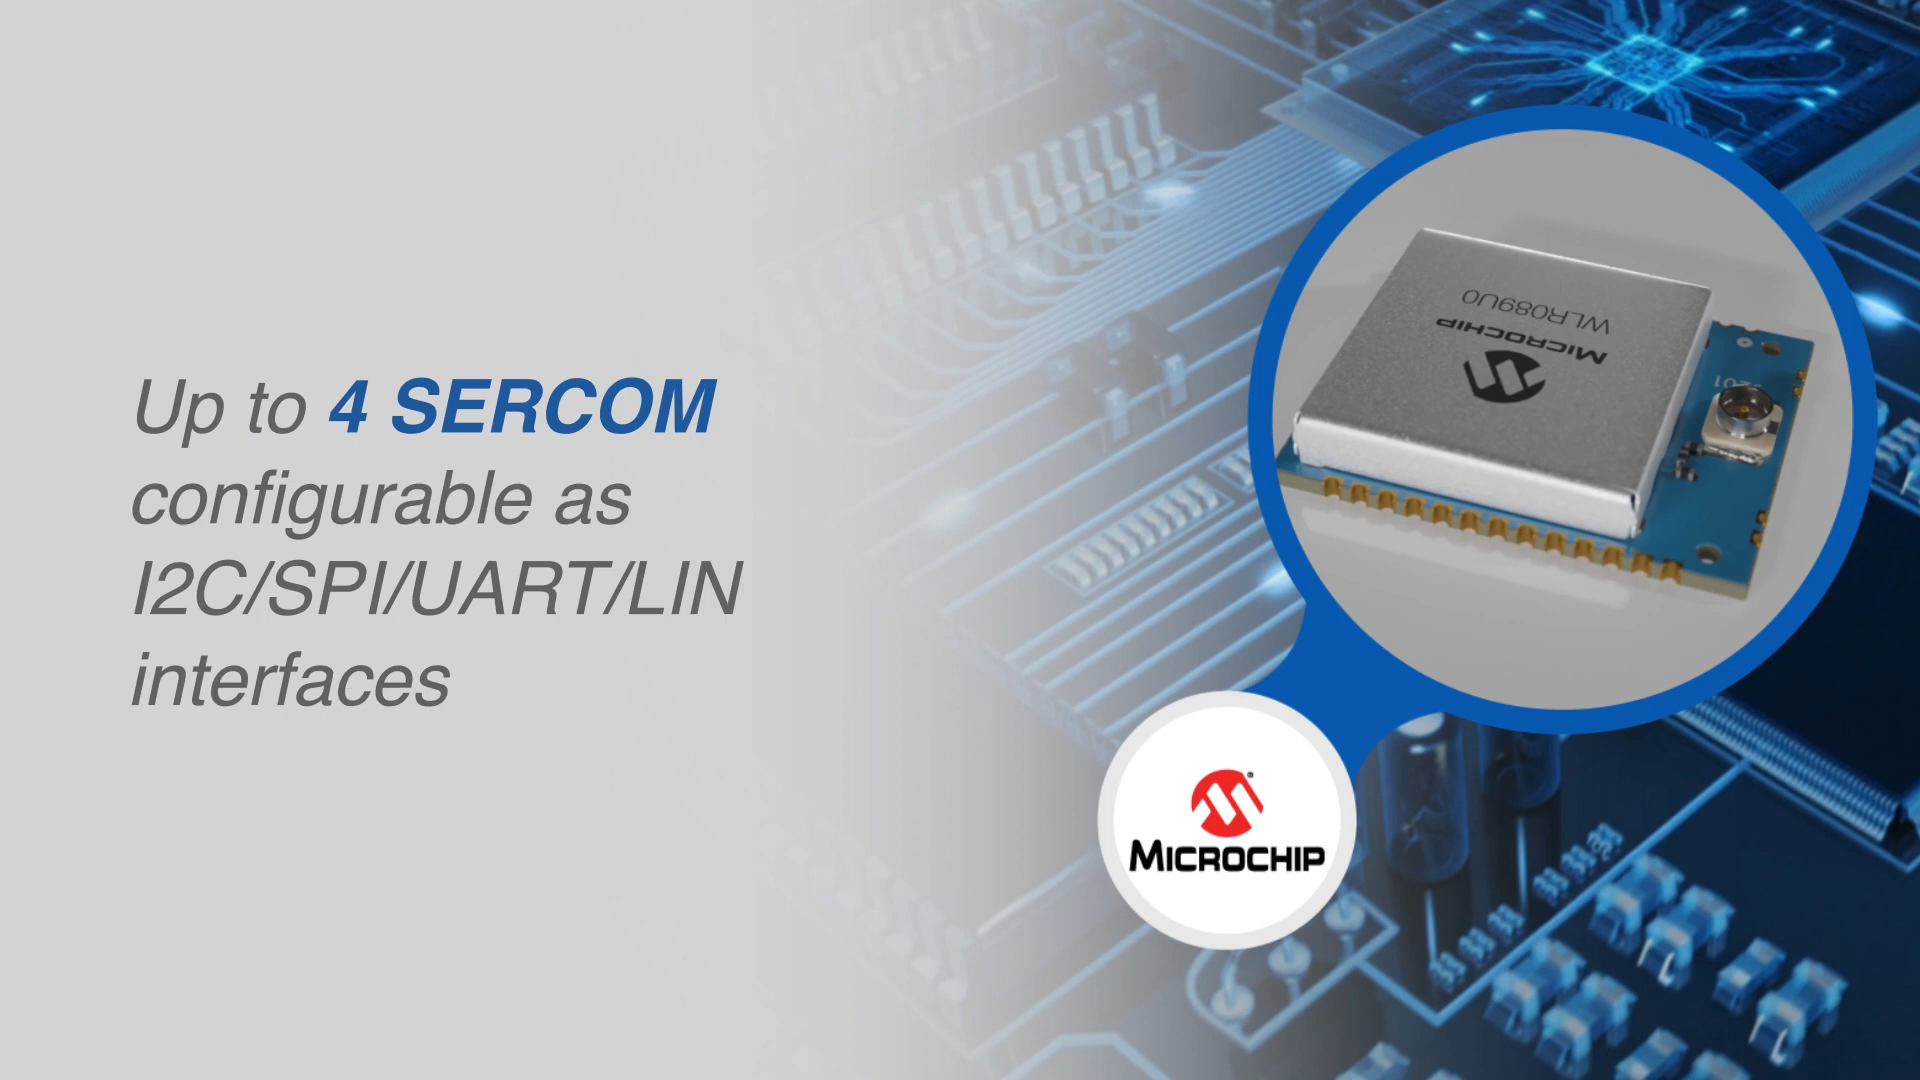 Up to 4 SERCOM
configurable as
I2C/SPI/UART/LIN
interfaces
WLR089U0
MICROCHIP
MICROCHIP